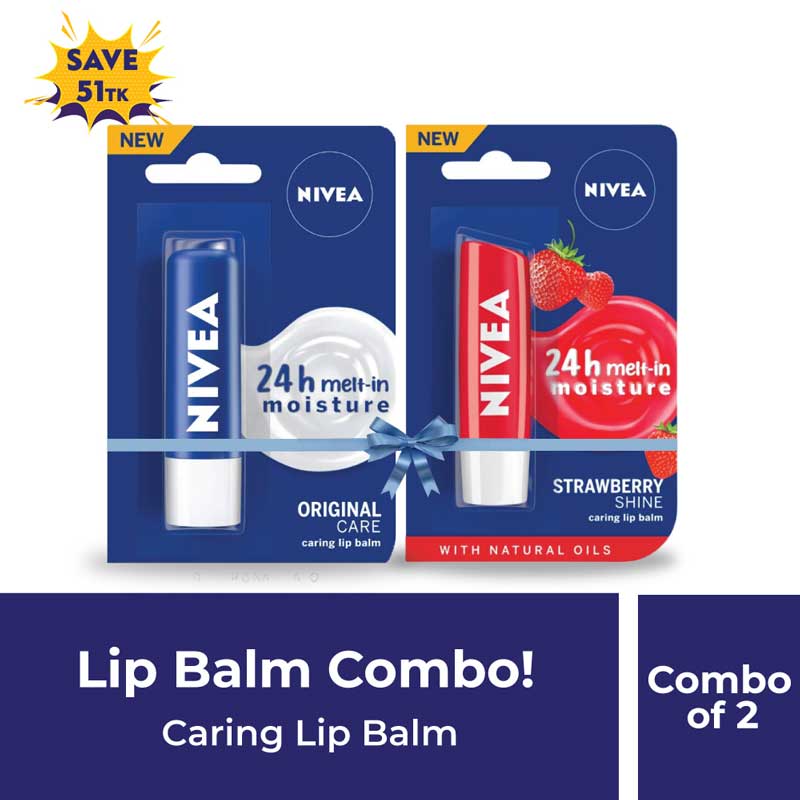 SAVE
51TK
NEW
NIVEA
NIVEA
24h melt-in
moisture
ORIGINAL
CARE
caring lip balm
NEW
NIVEA
NIVEA
24h melt-in
moisture
STRAWBERRY
SHINE
caring lip balm
WITH NATURAL OILS
Lip Balm Combo!
Caring Lip Balm
Combo
of 2